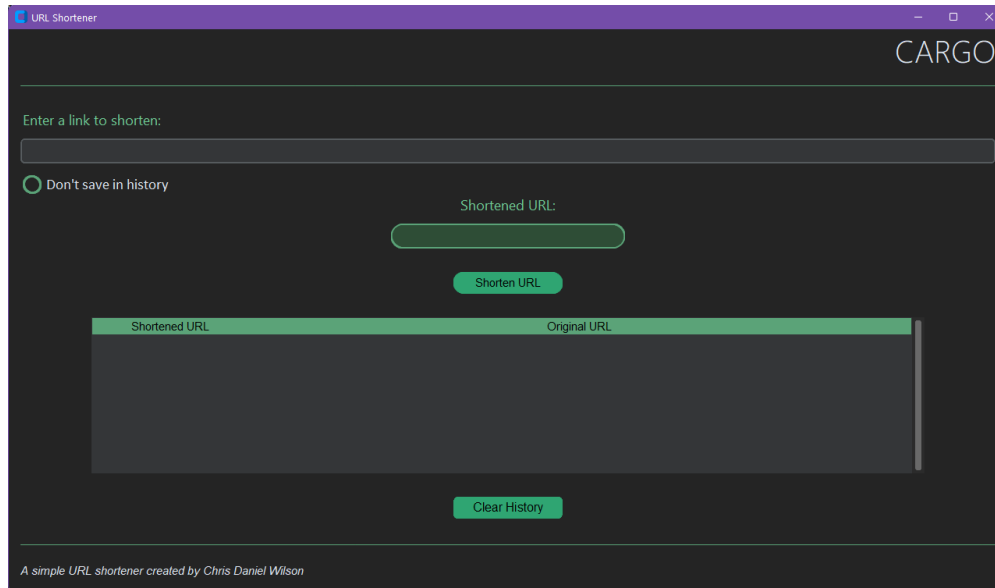 URL Shortener
CARGO
Enter a link to shorten:
Don't save in history
Shortened URL:
Shorten URL
Shortened URL Original URL
Clear History
A simple URL shortener created by Chris Daniel Wilson